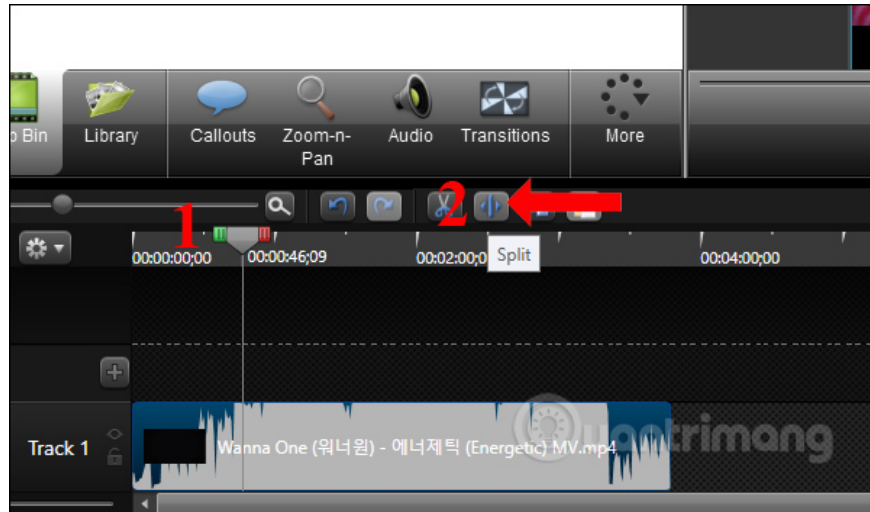 Bin
Library
Callouts
Zoom-n-
Pan
Audio
Transitions
More
1
2
Split
00:00:00;00
00:00:46;09
00:02:00;0
00:04:00;00
Track 1
Wanna One (워너원) - 에너제틱 (Energetic) MV.mp4
uantrimang